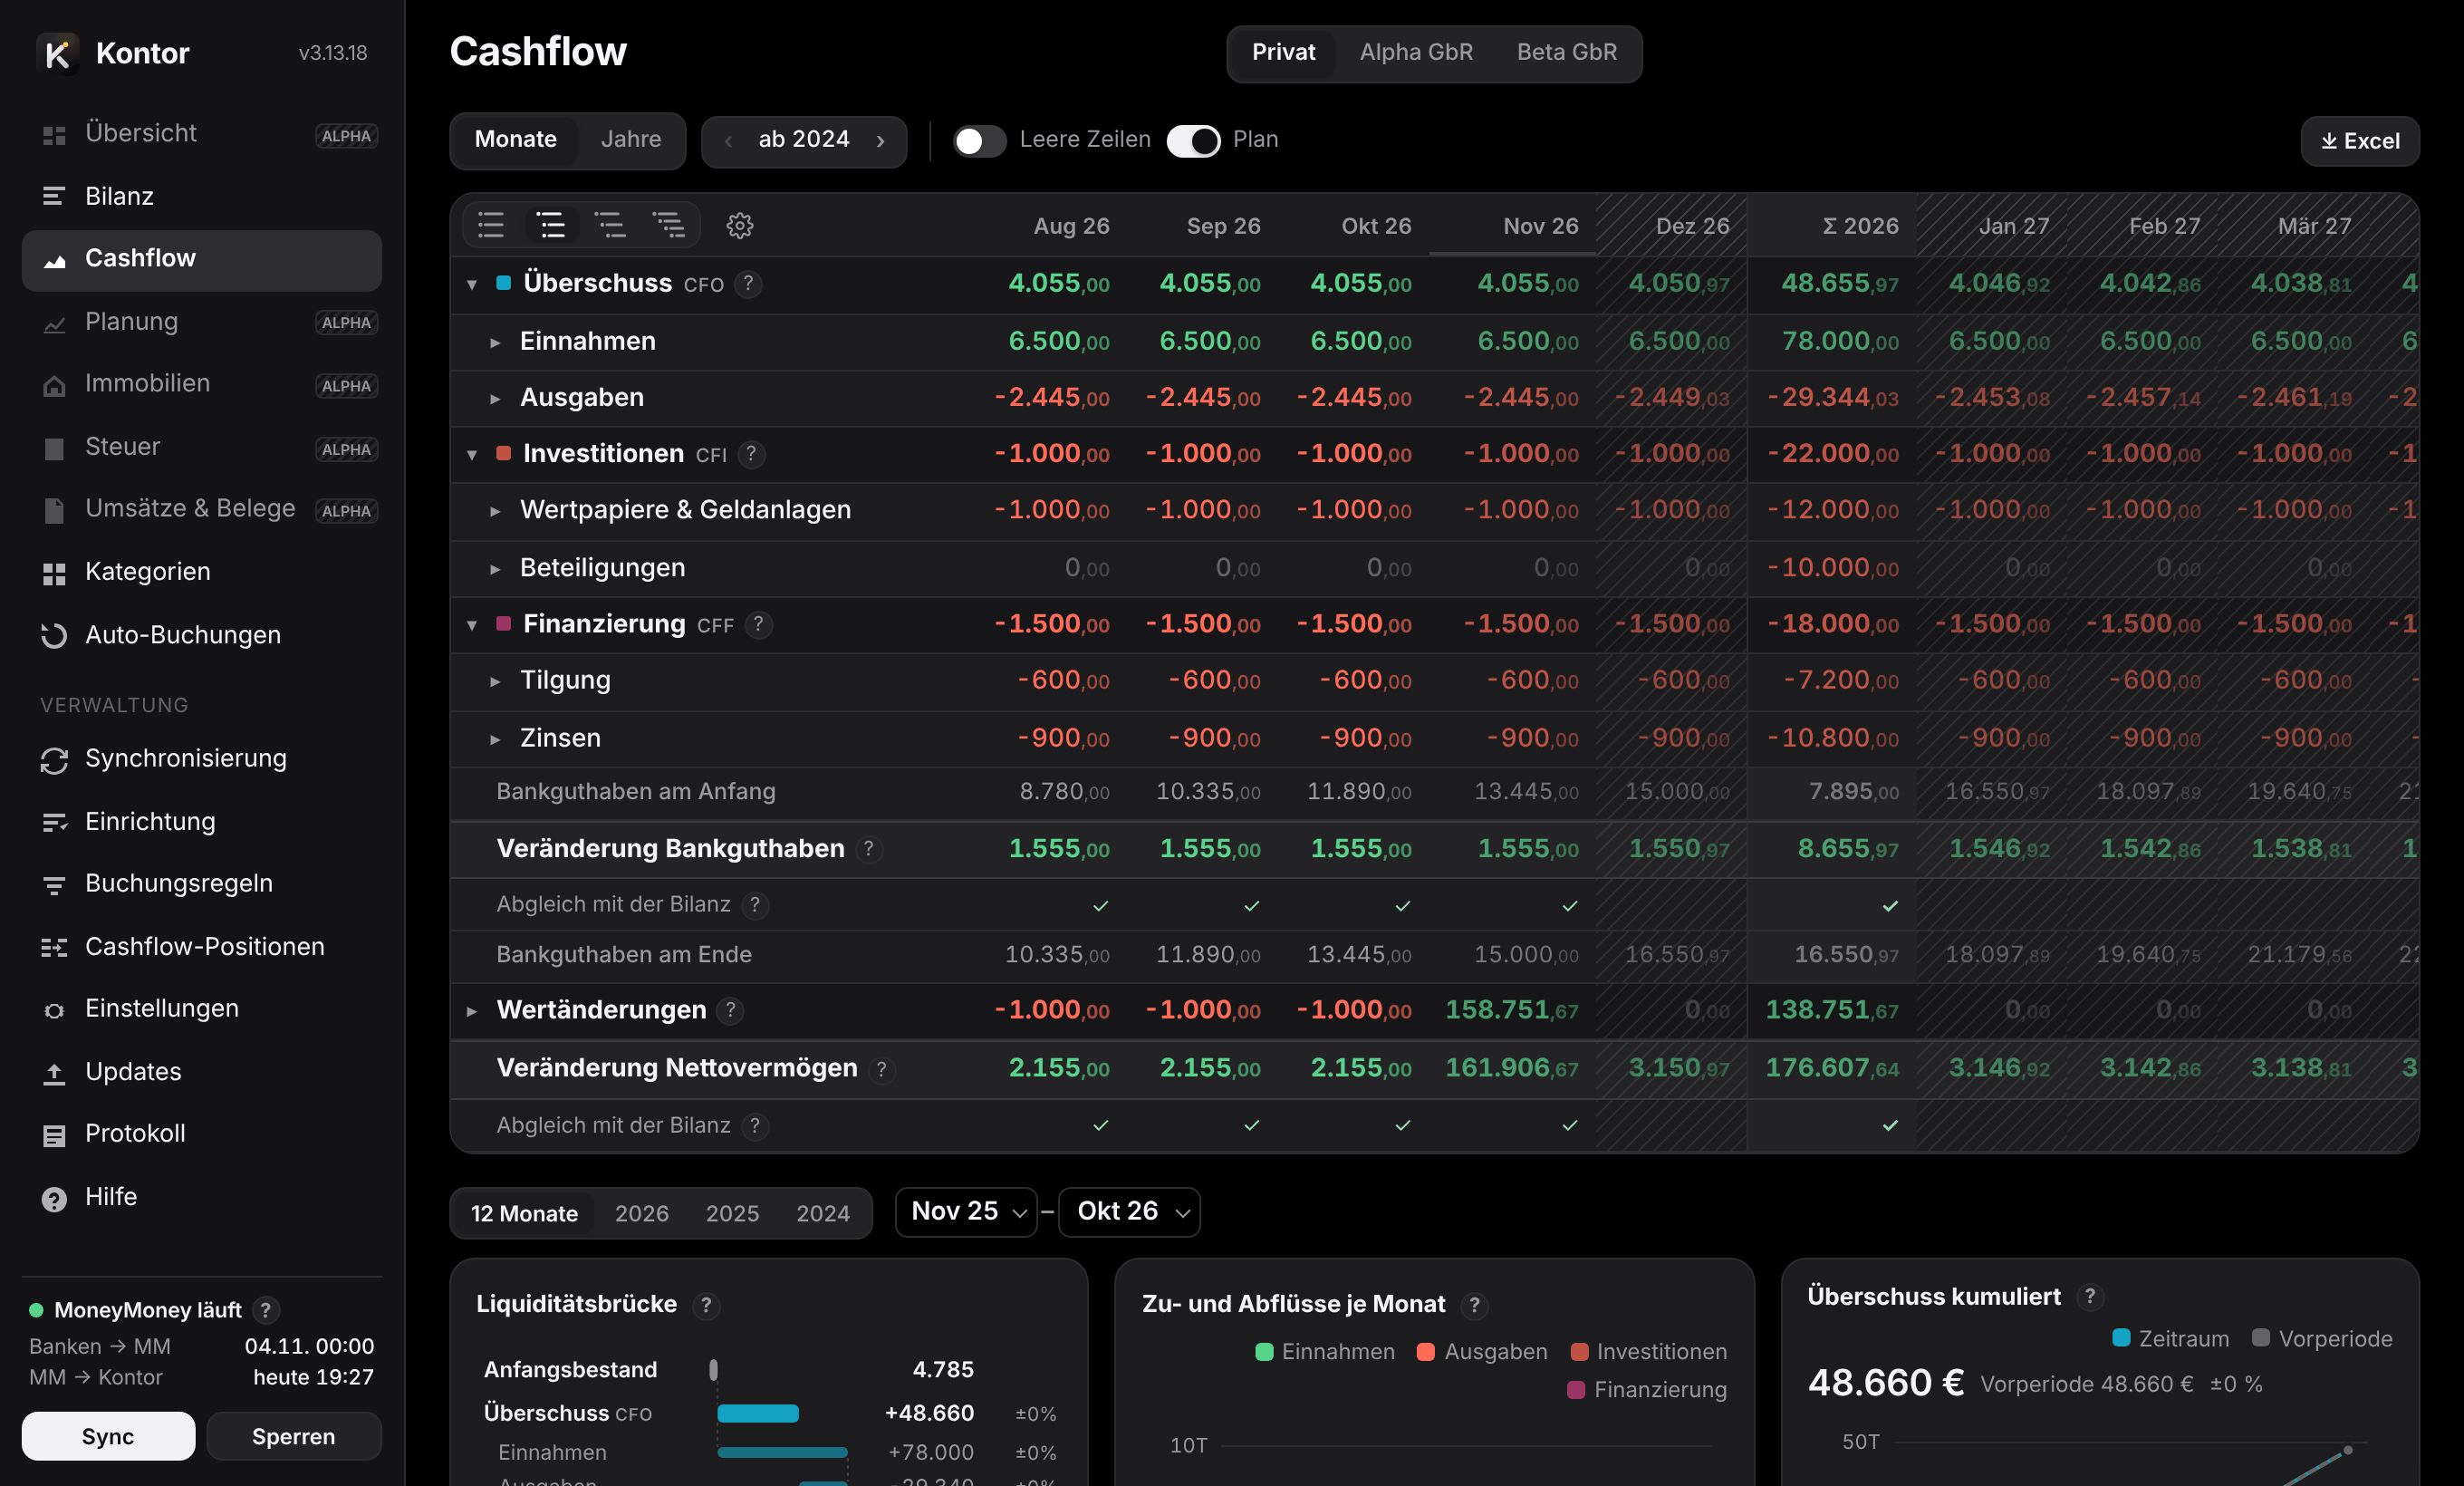 Kontor v3.13.18
Übersicht ALPHA
Bilanz
Cashflow
Planung ALPHA
Immobilien ALPHA
Steuer ALPHA
Umsätze & Belege ALPHA
Kategorien
Auto-Buchungen
VERWALTUNG
Synchronisierung
Einrichtung
Buchungsregeln
Cashflow-Positionen
Einstellungen
Updates
Protokoll
Hilfe
MoneyMoney läuft ?
Banken → MM 04.11. 00:00
MM → Kontor heute 19:27
Sync Sperren
Cashflow
Privat Alpha GbR Beta GbR
Monate Jahre ‹ ab 2024 › Leere Zeilen Plan Excel
Aug 26 Sep 26 Okt 26 Nov 26 Dez 26 Σ 2026 Jan 27 Feb 27 Mär 27
Überschuss CFO ? 4.055,00 4.055,00 4.055,00 4.055,00 4.050,97 48.655,97 4.046,92 4.042,86 4.038,81 4
Einnahmen 6.500,00 6.500,00 6.500,00 6.500,00 6.500,00 78.000,00 6.500,00 6.500,00 6.500,00 6
Ausgaben -2.445,00 -2.445,00 -2.445,00 -2.445,00 -2.449,03 -29.344,03 -2.453,08 -2.457,14 -2.461,19 -2
Investitionen CFI ? -1.000,00 -1.000,00 -1.000,00 -1.000,00 -1.000,00 -22.000,00 -1.000,00 -1.000,00 -1.000,00 -1
Wertpapiere & Geldanlagen -1.000,00 -1.000,00 -1.000,00 -1.000,00 -1.000,00 -12.000,00 -1.000,00 -1.000,00 -1.000,00 -1
Beteiligungen 0,00 0,00 0,00 0,00 0,00 -10.000,00 0,00 0,00 0,00
Finanzierung CFF ? -1.500,00 -1.500,00 -1.500,00 -1.500,00 -1.500,00 -18.000,00 -1.500,00 -1.500,00 -1.500,00 -1
Tilgung -600,00 -600,00 -600,00 -600,00 -600,00 -7.200,00 -600,00 -600,00 -600,00 -
Zinsen -900,00 -900,00 -900,00 -900,00 -900,00 -10.800,00 -900,00 -900,00 -900,00 -
Bankguthaben am Anfang 8.780,00 10.335,00 11.890,00 13.445,00 15.000,00 7.895,00 16.550,97 18.097,89 19.640,75 21
Veränderung Bankguthaben ? 1.555,00 1.555,00 1.555,00 1.555,00 1.550,97 8.655,97 1.546,92 1.542,86 1.538,81 1
Abgleich mit der Bilanz ? ✓ ✓ ✓ ✓ ✓
Bankguthaben am Ende 10.335,00 11.890,00 13.445,00 15.000,00 16.550,97 16.550,97 18.097,89 19.640,75 21.179,56 22
Wertänderungen ? -1.000,00 -1.000,00 -1.000,00 158.751,67 0,00 138.751,67 0,00 0,00 0,00
Veränderung Nettovermögen ? 2.155,00 2.155,00 2.155,00 161.906,67 3.150,97 176.607,64 3.146,92 3.142,86 3.138,81 3
Abgleich mit der Bilanz ? ✓ ✓ ✓ ✓ ✓
12 Monate 2026 2025 2024 Nov 25 – Okt 26
Liquiditätsbrücke ?
Anfangsbestand 4.785
Überschuss CFO +48.660 ±0%
Einnahmen +78.000 ±0%
Ausgaben -29.340 ±0%
Zu- und Abflüsse je Monat ?
Einnahmen Ausgaben Investitionen
Finanzierung
10T
Überschuss kumuliert ?
Zeitraum Vorperiode
48.660 € Vorperiode 48.660 € ±0 %
50T